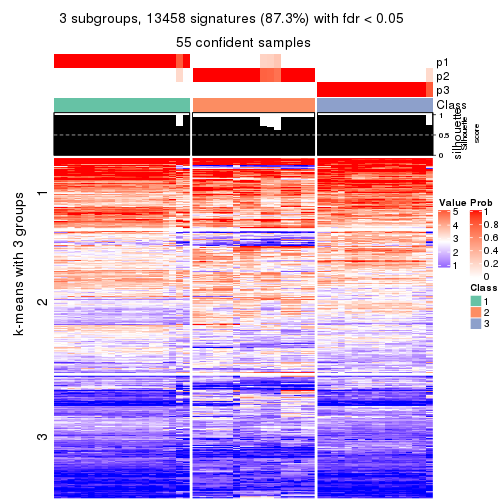 3 subgroups, 13458 signatures (87.3%) with fdr < 0.05
55 confident samples
p1
p2
p3
Class
1
0.5
0
silhouette
Silhouette
score
k-means with 3 groups
1
2
3
Value
5
4
3
2
1
Prob
1
0.8
0.6
0.4
0.2
0
Class
1
2
3